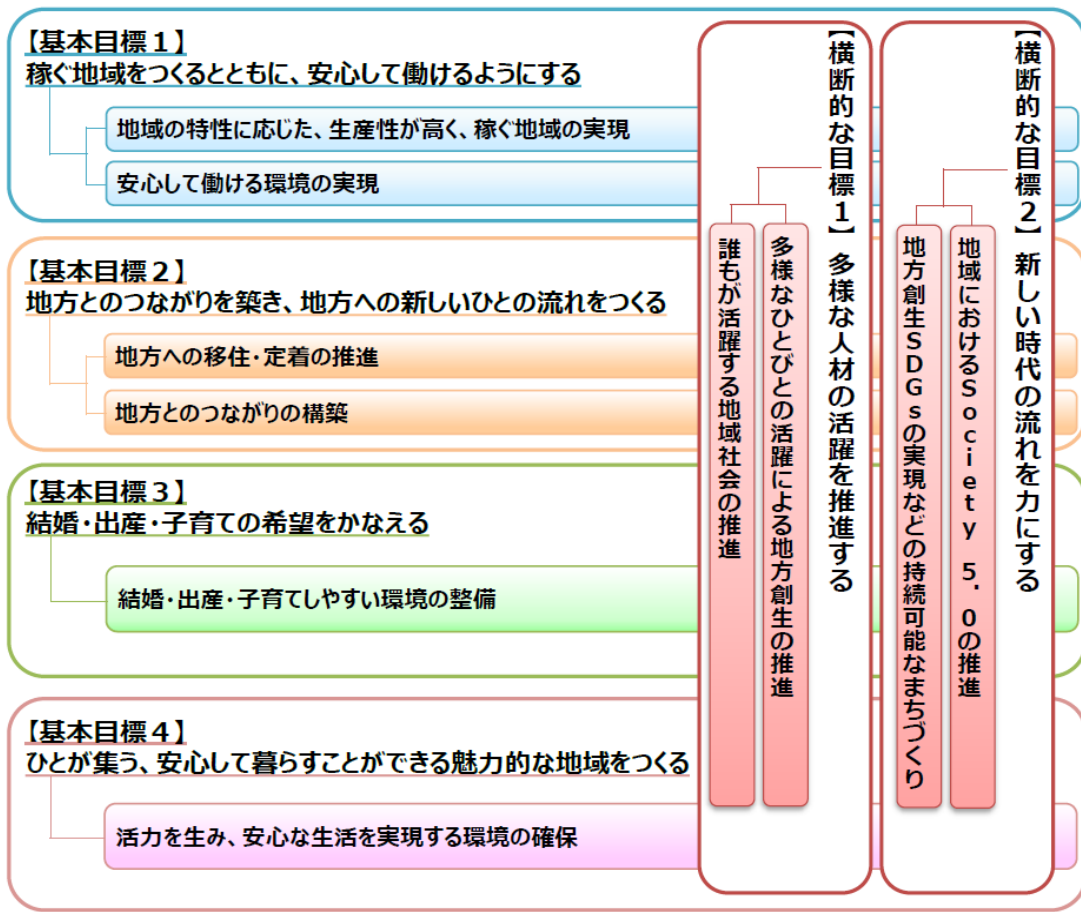 【基本目標１】
稼ぐ地域をつくるとともに、安心して働けるようにする
地域の特性に応じた、生産性が高く、稼ぐ地域の実現
安心して働ける環境の実現
【基本目標２】
地方とのつながりを築き、地方への新しいひとの流れをつくる
地方への移住・定着の推進
地方とのつながりの構築
【基本目標３】
結婚・出産・子育ての希望をかなえる
結婚・出産・子育てしやすい環境の整備
【基本目標４】
ひとが集う、安心して暮らすことができる魅力的な地域をつくる
活力を生み、安心な生活を実現する環境の確保
【横断的な目標１】多様な人材の活躍を推進する
多様なひとびとの活躍による地方創生の推進
誰もが活躍する地域社会の推進
【横断的な目標２】新しい時代の流れを力にする
地域におけるSociety 5.0の推進
地方創生SDGsの実現などの持続可能なまちづくり